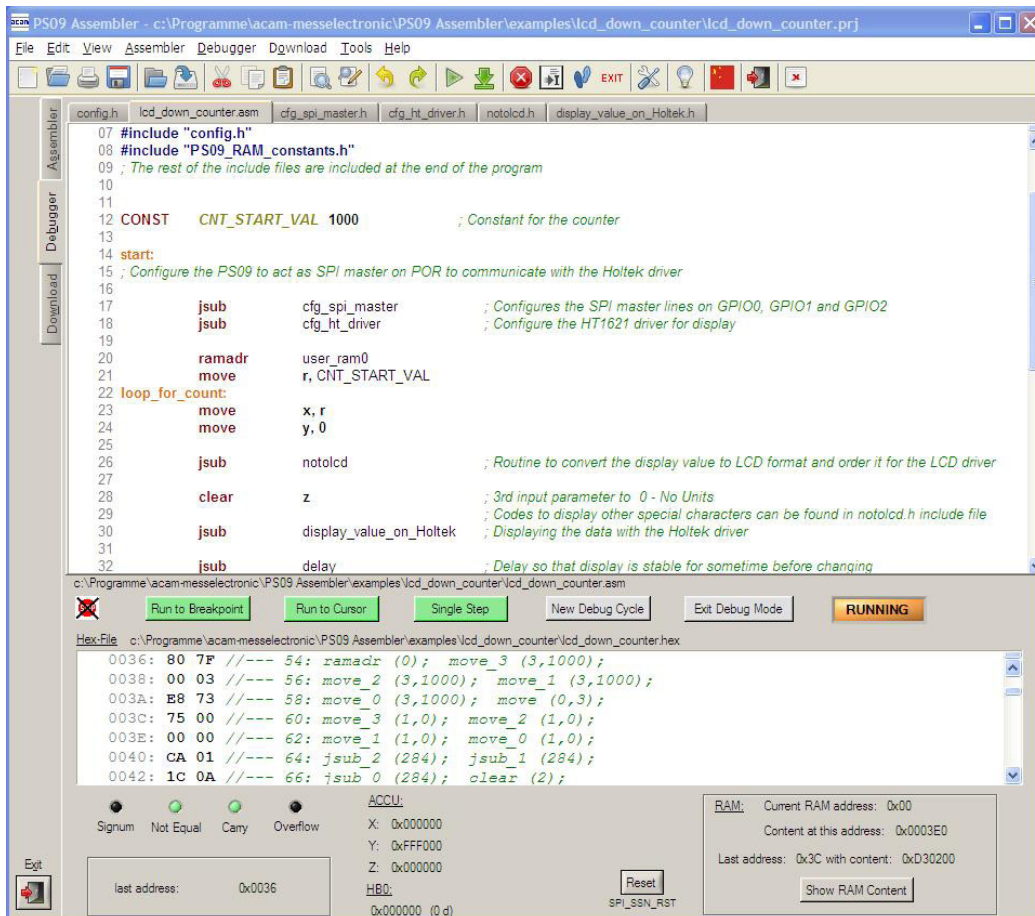 acam PS09 Assembler - c:\Programme\acam-messelectronic\PS09 Assembler\examples\lcd_down_counter\lcd_down_counter.prj
File Edit View Assembler Debugger Download Tools Help
EXIT
Assembler
Debugger
Download
config.h lcd_down_counter.asm cfg_spi_master.h cfg_ht_driver.h notolcd.h display_value_on_Holtek.h
07 #include "config.h"
08 #include "PS09_RAM_constants.h"
09 ; The rest of the include files are included at the end of the program
10
11
12 CONST CNT_START_VAL 1000 ; Constant for the counter
13
14 start:
15 ; Configure the PS09 to act as SPI master on POR to communicate with the Holtek driver
16
17 jsub cfg_spi_master ; Configures the SPI master lines on GPIO0, GPIO1 and GPIO2
18 jsub cfg_ht_driver ; Configure the HT1621 driver for display
19
20 ramadr user_ram0
21 move r, CNT_START_VAL
22 loop_for_count:
23 move x, r
24 move y, 0
25
26 jsub notolcd ; Routine to convert the display value to LCD format and order it for the LCD driver
27
28 clear z ; 3rd input parameter to 0 - No Units
29 ; Codes to display other special characters can be found in notolcd.h include file
30 jsub display_value_on_Holtek ; Displaying the data with the Holtek driver
31
32 jsub delay ; Delay so that display is stable for sometime before changing
c:\Programme\acam-messelectronic\PS09 Assembler\examples\lcd_down_counter\lcd_down_counter.asm
Run to Breakpoint Run to Cursor Single Step New Debug Cycle Exit Debug Mode RUNNING
Hex-File c:\Programme\acam-messelectronic\PS09 Assembler\examples\lcd_down_counter\lcd_down_counter.hex
0036: 80 7F //--- 54: ramadr (0); move_3 (3,1000);
0038: 00 03 //--- 56: move_2 (3,1000); move_1 (3,1000);
003A: E8 73 //--- 58: move_0 (3,1000); move (0,3);
003C: 75 00 //--- 60: move_3 (1,0); move_2 (1,0);
003E: 00 00 //--- 62: move_1 (1,0); move_0 (1,0);
0040: CA 01 //--- 64: jsub_2 (284); jsub_1 (284);
0042: 1C 0A //--- 66: jsub_0 (284); clear (2);
Signum Not Equal Carry Overflow
last address: 0x0036
Exit
ACCU:
X: 0x000000
Y: 0xFFF000
Z: 0x000000
HB0:
0x000000 (0 d)
Reset
SPI_SSN_RST
RAM: Current RAM address: 0x00
Content at this address: 0x0003E0
Last address: 0x3C with content: 0xD30200
Show RAM Content